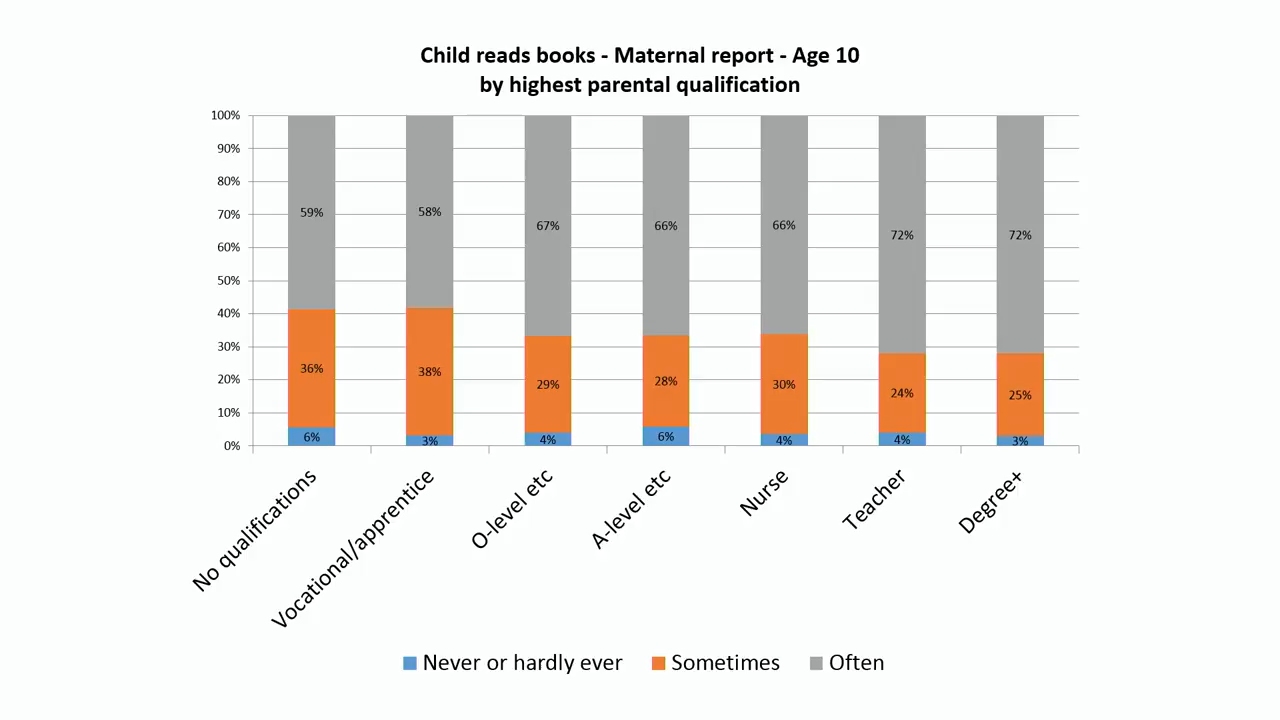 Child reads books - Maternal report - Age 10
by highest parental qualification
100%
90%
80%
70%
60%
50%
40%
30%
20%
10%
0%
59% 58% 67% 66% 66% 72% 72%
36% 38% 29% 28% 30% 24% 25%
6% 3% 4% 6% 4% 4% 3%
No qualifications
Vocational/apprentice
O-level etc
A-level etc
Nurse
Teacher
Degree+
Never or hardly ever Sometimes Often